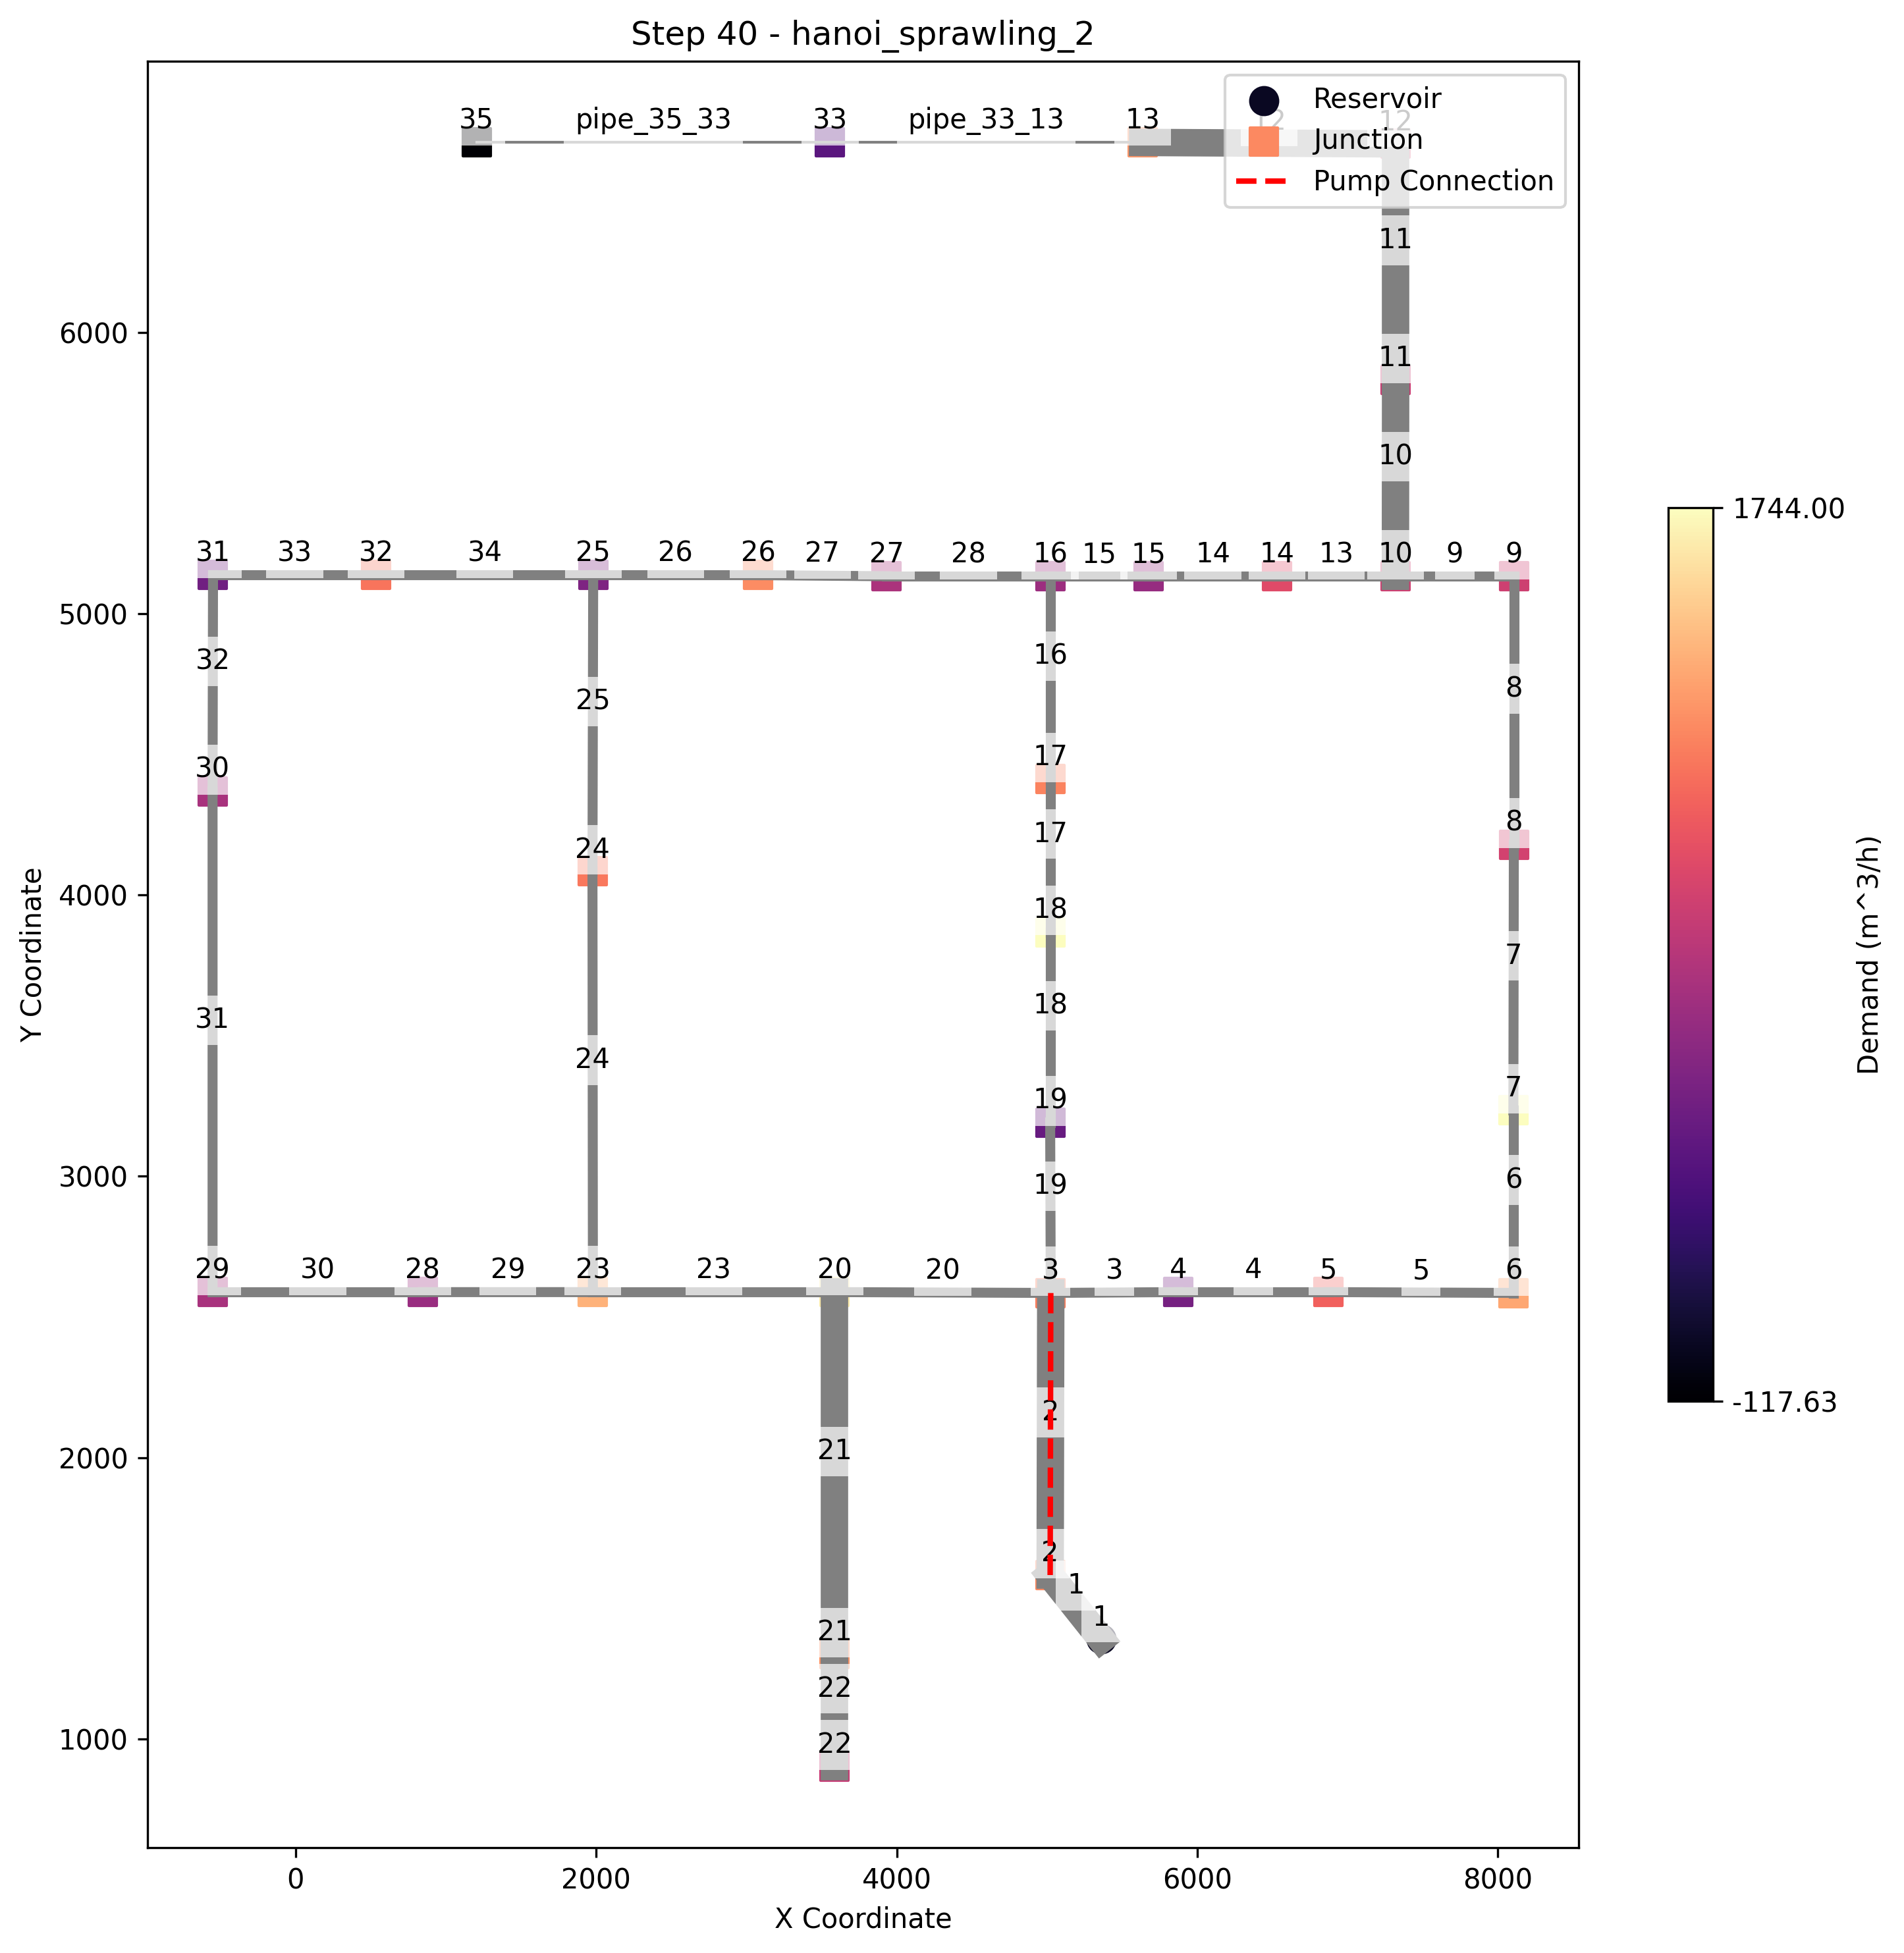 Step 40 - hanoi_sprawling_2
35 pipe_35_33 33 pipe_33_13 13 12 12
Reservoir
Junction
Pump Connection
11
6000
11
10
31 33 32 34 25 26 26 27 27 28 16 15 15 14 14 13 10 9 9
5000
32 25 16 8
30 17
24 17 8
4000
18
7
31 18
24
19 7
3000
19 6
29 30 28 29 23 23 20 20 3 3 4 4 5 5 6
2
2000
21
2
1
21 1
22
1000
22
0 2000 4000 6000 8000
X Coordinate
Y Coordinate
1744.00
-117.63
Demand (m^3/h)